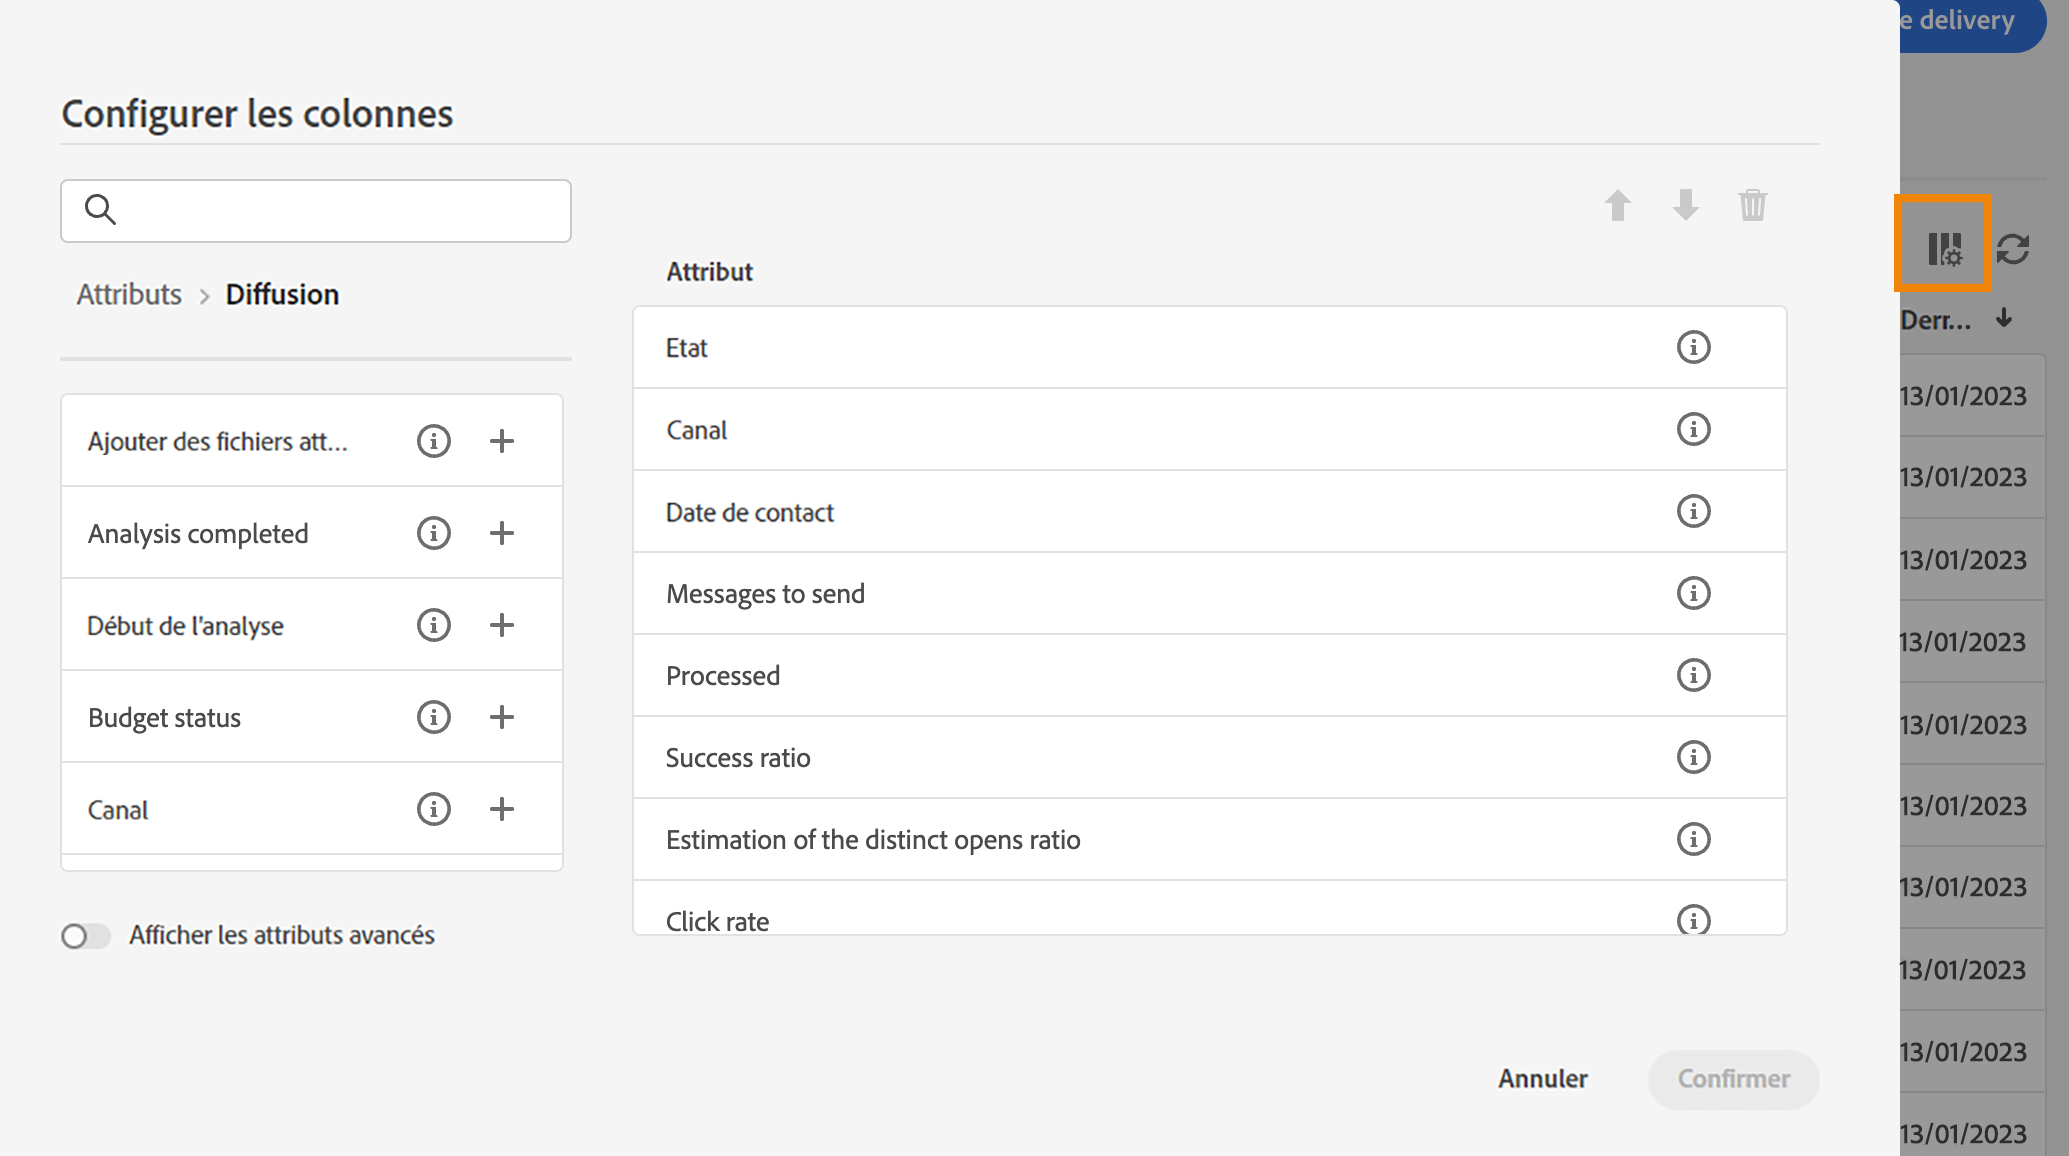 e delivery
Configurer les colonnes
Attributs > Diffusion
Ajouter des fichiers att...
Analysis completed
Début de l'analyse
Budget status
Canal
Afficher les attributs avancés
Attribut
Etat
Canal
Date de contact
Messages to send
Processed
Success ratio
Estimation of the distinct opens ratio
Click rate
Annuler
Confirmer
Derr...
13/01/2023
13/01/2023
13/01/2023
13/01/2023
13/01/2023
13/01/2023
13/01/2023
13/01/2023
13/01/2023
13/01/2023